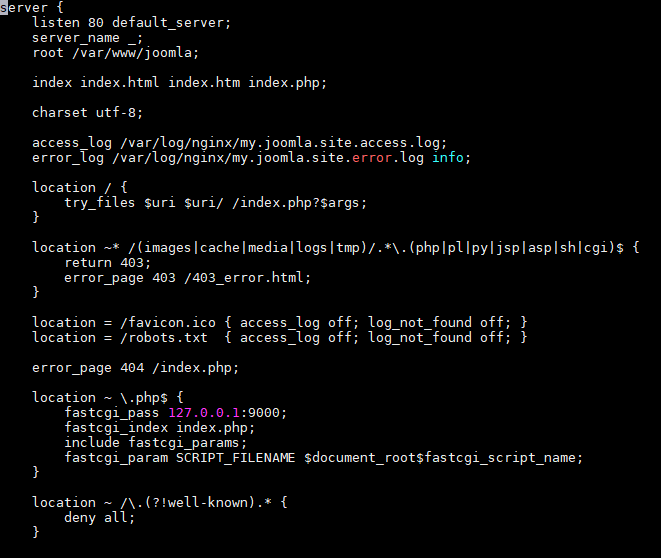 server {
    listen 80 default_server;
    server_name _;
    root /var/www/joomla;

    index index.html index.htm index.php;

    charset utf-8;

    access_log /var/log/nginx/my.joomla.site.access.log;
    error_log /var/log/nginx/my.joomla.site.error.log info;

    location / {
        try_files $uri $uri/ /index.php?$args;
    }

    location ~* /(images|cache|media|logs|tmp)/.*\.(php|pl|py|jsp|asp|sh|cgi)$ {
        return 403;
        error_page 403 /403_error.html;
    }

    location = /favicon.ico { access_log off; log_not_found off; }
    location = /robots.txt  { access_log off; log_not_found off; }

    error_page 404 /index.php;

    location ~ \.php$ {
        fastcgi_pass 127.0.0.1:9000;
        fastcgi_index index.php;
        include fastcgi_params;
        fastcgi_param SCRIPT_FILENAME $document_root$fastcgi_script_name;
    }

    location ~ /\.(?!well-known).* {
        deny all;
    }